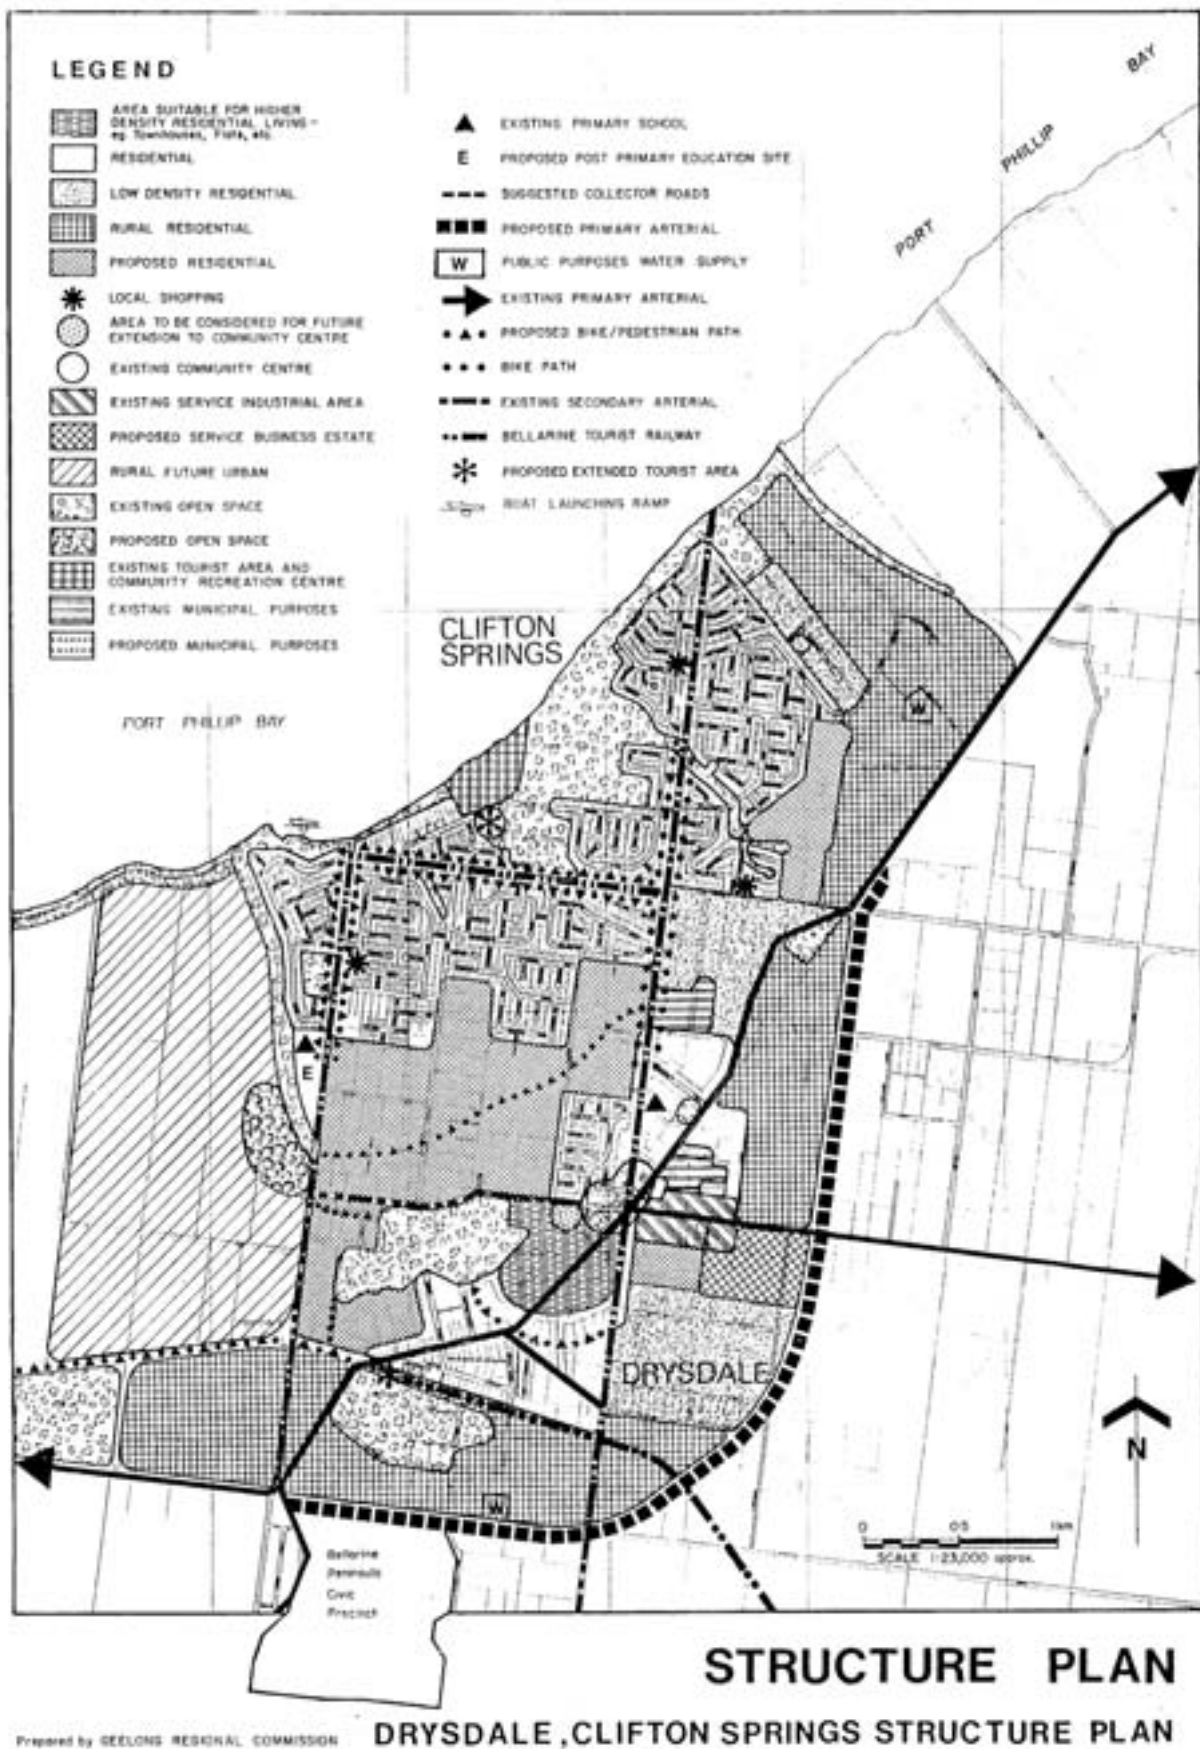 LEGEND
AREA SUITABLE FOR HIGHER
DENSITY RESIDENTIAL LIVING -
eg. Townhouses, Flats, etc.
RESIDENTIAL
LOW DENSITY RESIDENTIAL
RURAL RESIDENTIAL
PROPOSED RESIDENTIAL
LOCAL SHOPPING
AREA TO BE CONSIDERED FOR FUTURE
EXTENSION TO COMMUNITY CENTRE
EXISTING COMMUNITY CENTRE
EXISTING SERVICE INDUSTRIAL AREA
PROPOSED SERVICE BUSINESS ESTATE
RURAL FUTURE URBAN
EXISTING OPEN SPACE
PROPOSED OPEN SPACE
EXISTING TOURIST AREA AND
COMMUNITY RECREATION CENTRE
EXISTING MUNICIPAL PURPOSES
PROPOSED MUNICIPAL PURPOSES
EXISTING PRIMARY SCHOOL
E PROPOSED POST PRIMARY EDUCATION SITE
SUGGESTED COLLECTOR ROADS
PROPOSED PRIMARY ARTERIAL
W PUBLIC PURPOSES WATER SUPPLY
EXISTING PRIMARY ARTERIAL
PROPOSED BIKE/PEDESTRIAN PATH
BIKE PATH
EXISTING SECONDARY ARTERIAL
BELLARINE TOURIST RAILWAY
PROPOSED EXTENDED TOURIST AREA
BOAT LAUNCHING RAMP
PORT PHILLIP BAY
CLIFTON
SPRINGS
PORT PHILLIP BAY
W
E
DRYSDALE
W
N
0 0.5 1km
SCALE 1:23,000 approx.
Bellarine
Peninsula
Civic
Precinct
STRUCTURE PLAN
Prepared by GEELONG REGIONAL COMMISSION
DRYSDALE, CLIFTON SPRINGS STRUCTURE PLAN